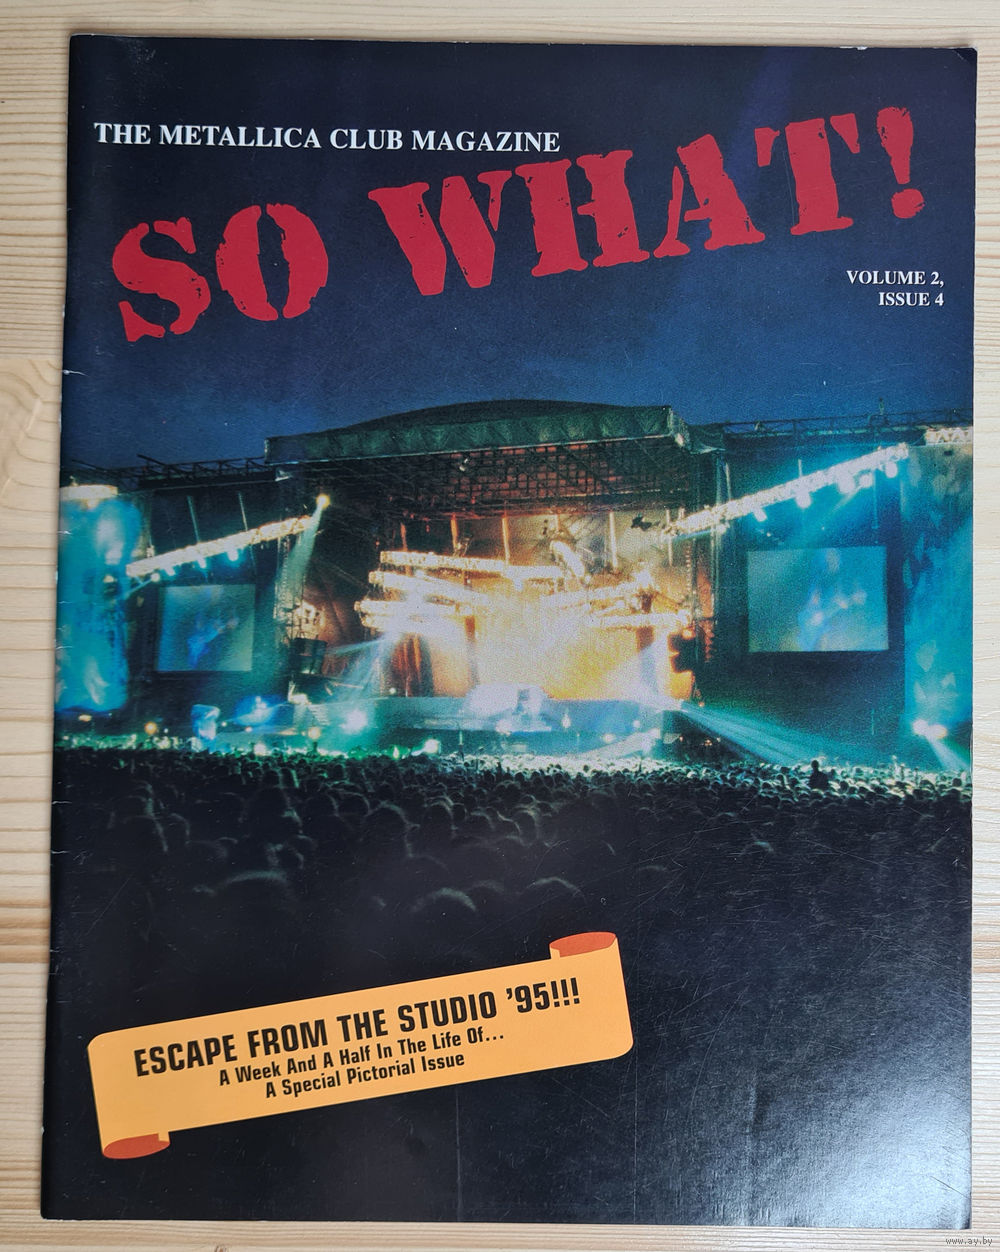 THE METALLICA CLUB MAGAZINE
SO WHAT!
VOLUME 2,
ISSUE 4
ESCAPE FROM THE STUDIO '95!!!
A Week And A Half In The Life Of...
A Special Pictorial Issue
www.ay.by